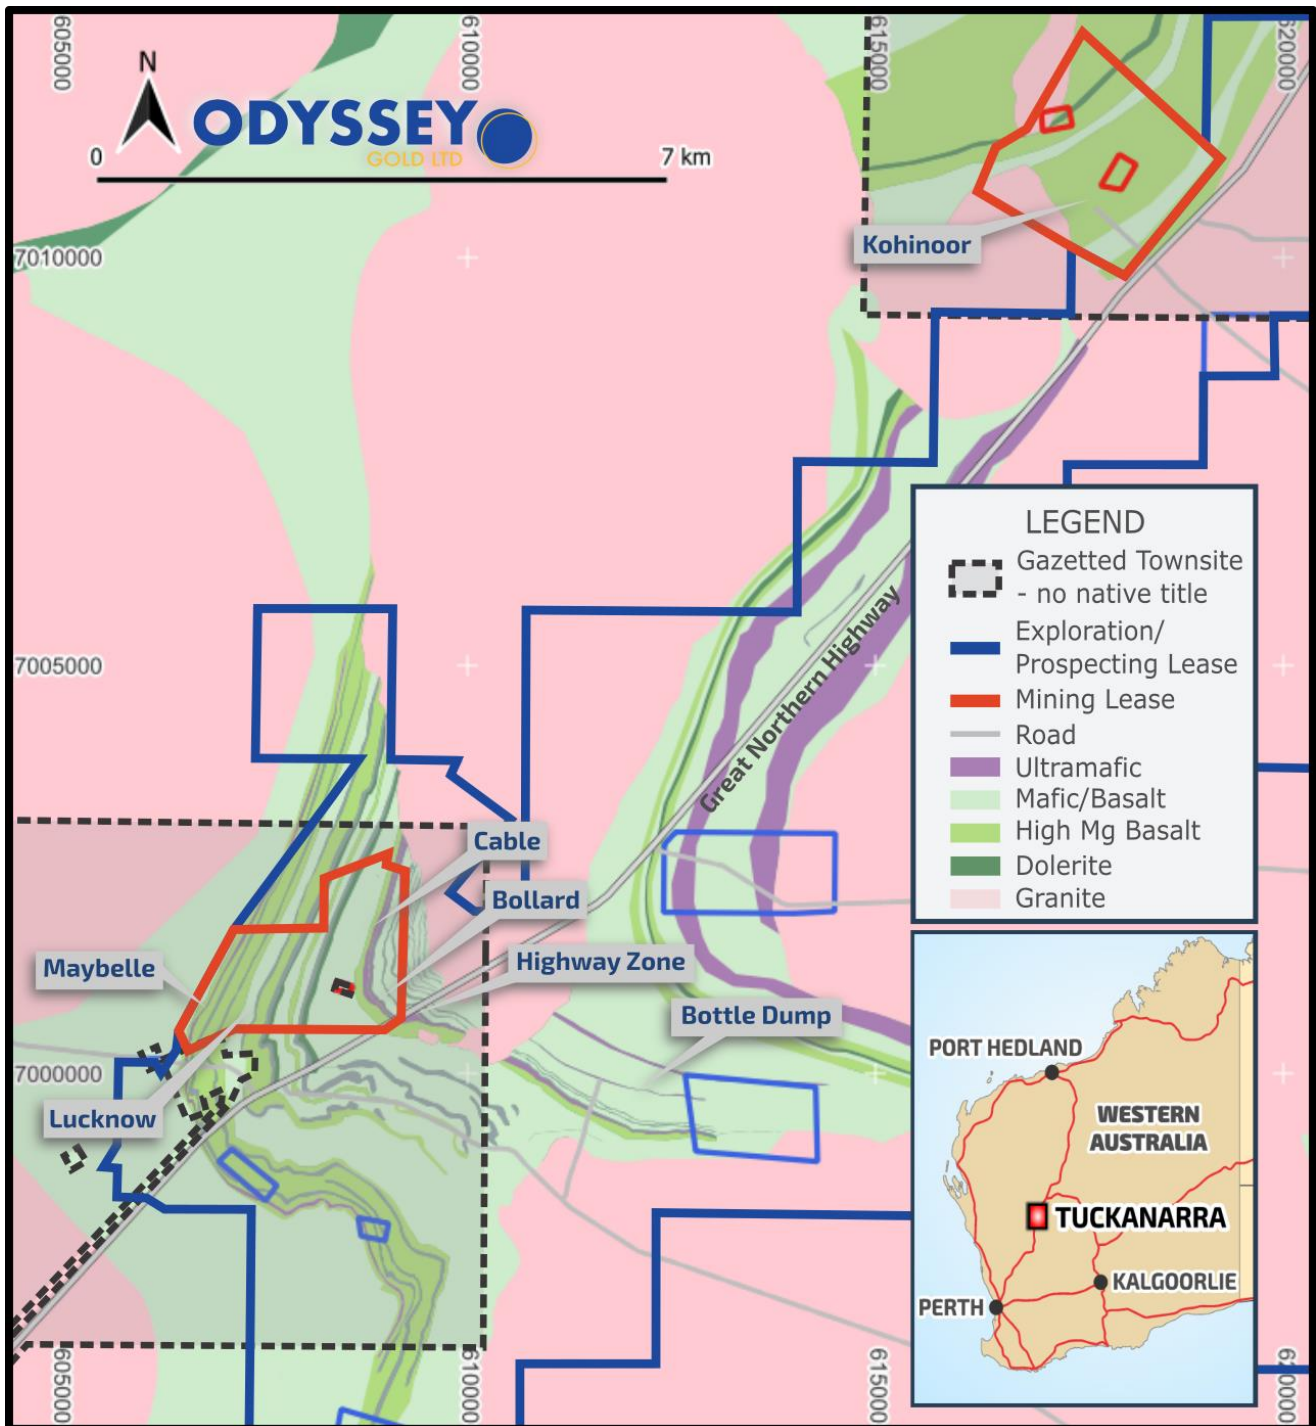 605000
610000
615000
620000
N
ODYSSEY
GOLD LTD
0
7 km
Kohinoor
7010000
LEGEND
Gazetted Townsite
- no native title
Exploration/
Prospecting Lease
Mining Lease
Road
Ultramafic
Mafic/Basalt
High Mg Basalt
Dolerite
Granite
7005000
Great Northern Highway
Cable
Bollard
Highway Zone
Maybelle
Bottle Dump
7000000
Lucknow
PORT HEDLAND
WESTERN
AUSTRALIA
TUCKANARRA
KALGOORLIE
PERTH
605000
610000
615000
620000